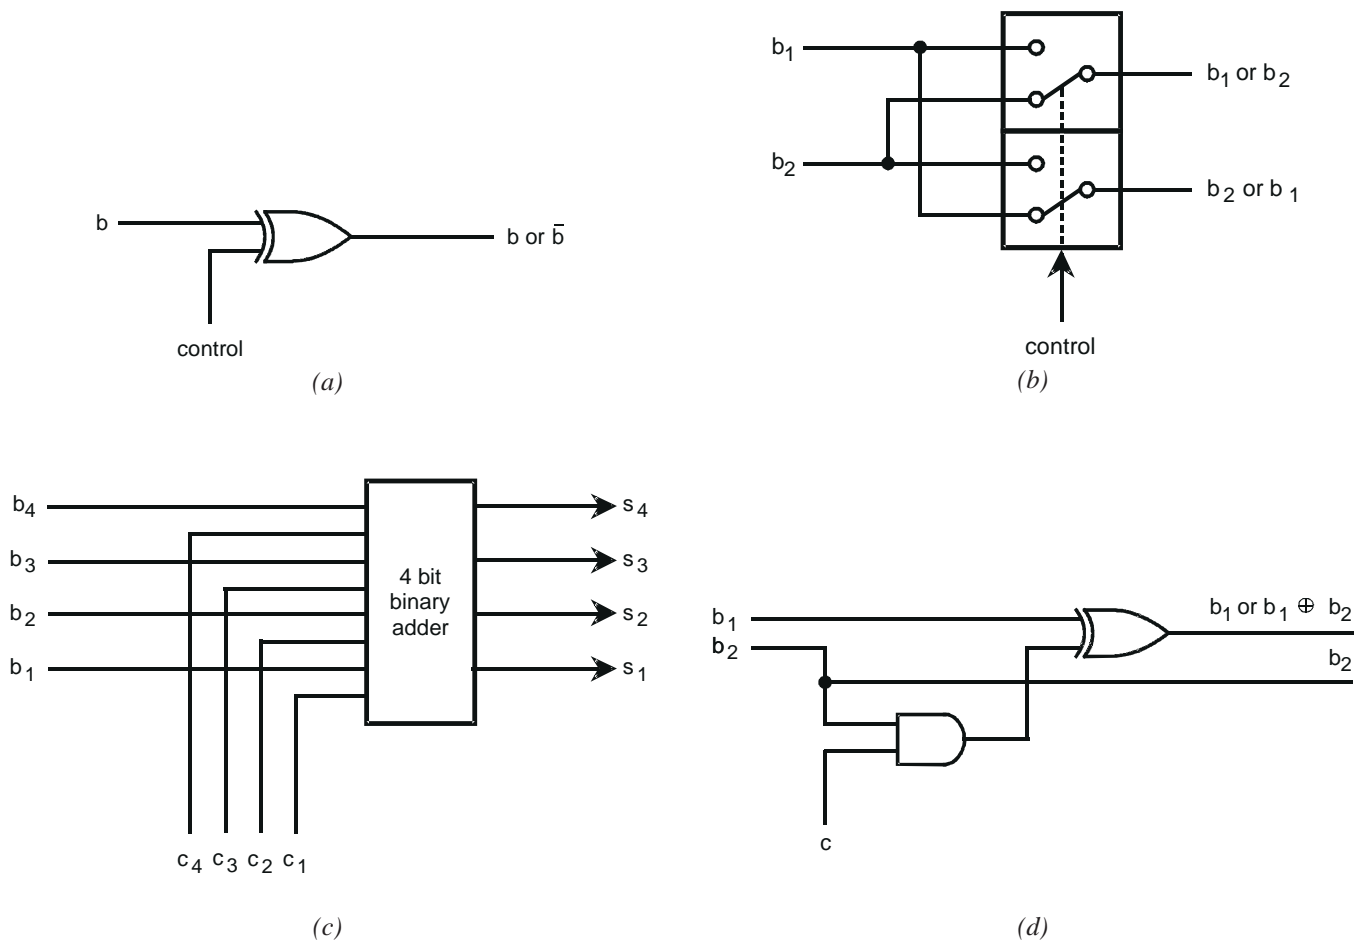 b
b or b̄
control
(a)
b1
b2
b1 or b2
b2 or b1
control
(b)
b4
b3
b2
b1
4 bit
binary
adder
s4
s3
s2
s1
c4 c3 c2 c1
(c)
b1
b2
b1 or b1 ⊕ b2
b2
c
(d)